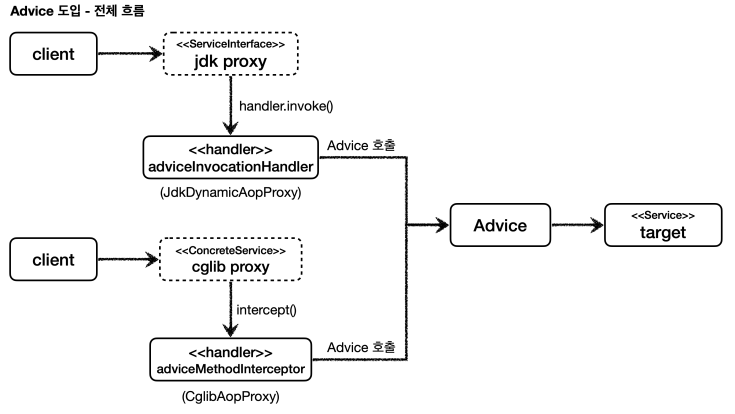 Advice 도입 - 전체 흐름
client
<<ServiceInterface>>
jdk proxy
handler.invoke()
<<handler>>
adviceInvocationHandler
(JdkDynamicAopProxy)
Advice 호출
Advice
<<Service>>
target
client
<<ConcreteService>>
cglib proxy
intercept()
<<handler>>
adviceMethodInterceptor
(CglibAopProxy)
Advice 호출